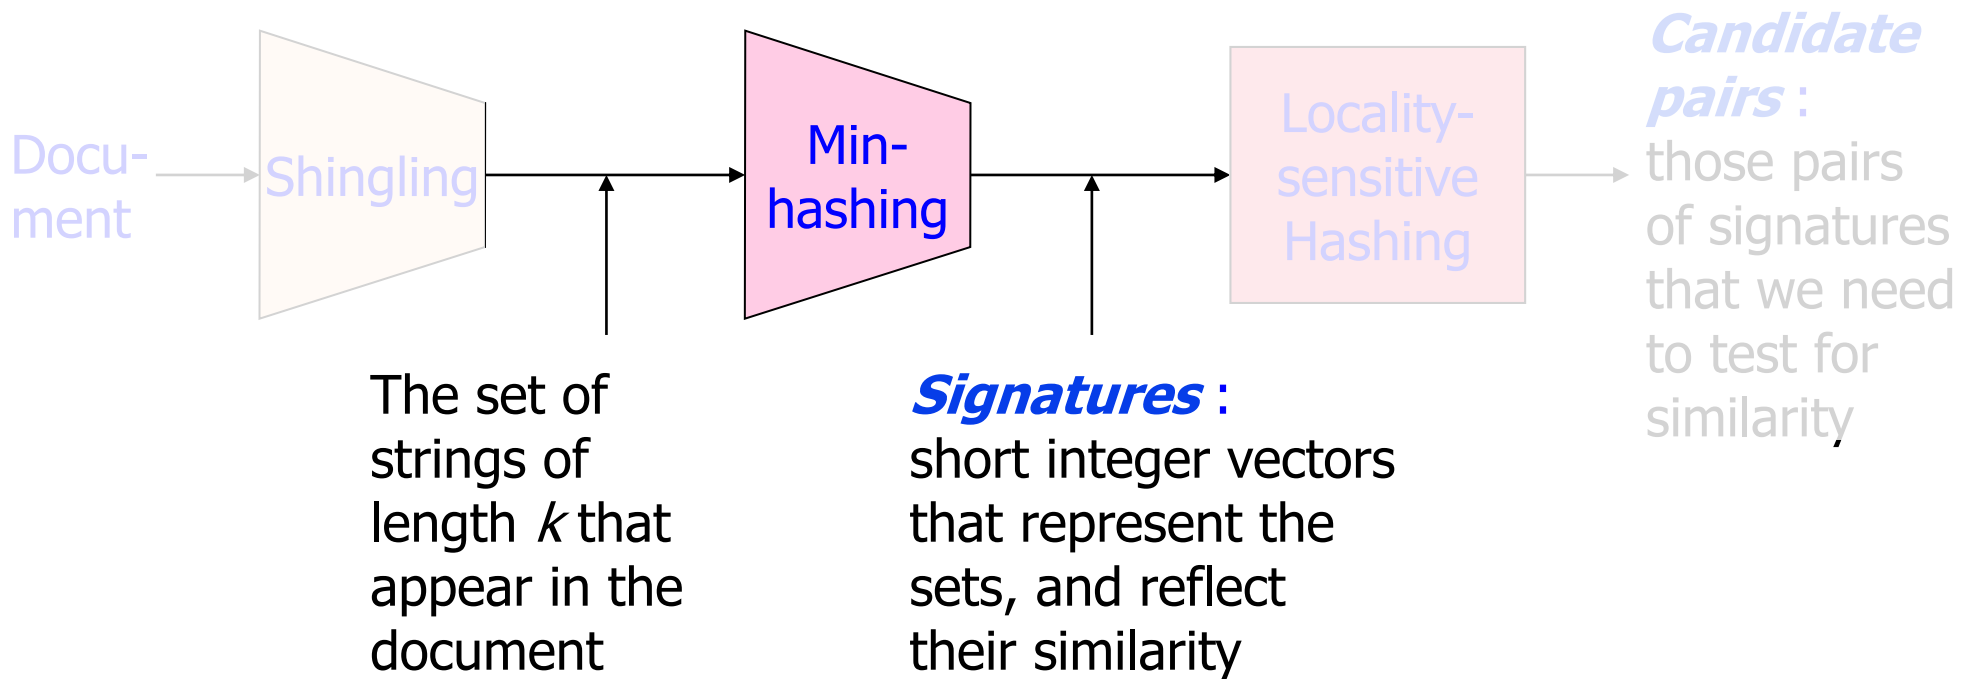 Docu-
ment
Shingling
Min-
hashing
Locality-
sensitive
Hashing
Candidate
pairs :
those pairs
of signatures
that we need
to test for
similarity
The set of
strings of
length k that
appear in the
document
Signatures :
short integer vectors
that represent the
sets, and reflect
their similarity